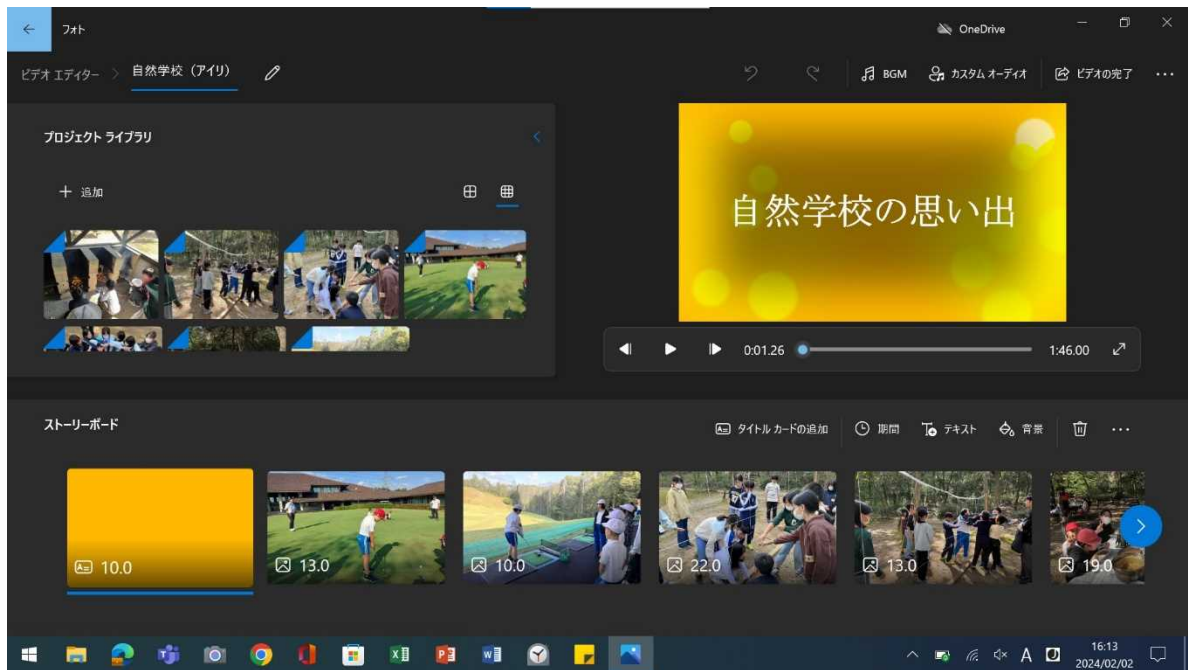 フォト
OneDrive
ビデオ エディター > 自然学校（アイリ）
BGM
カスタム オーディオ
ビデオの完了
プロジェクト ライブラリ
＋ 追加
自然学校の思い出
0:01.26
1:46.00
ストーリーボード
タイトル カードの追加
期間
テキスト
背景
10.0
13.0
10.0
22.0
13.0
19.0
A
16:13
2024/02/02